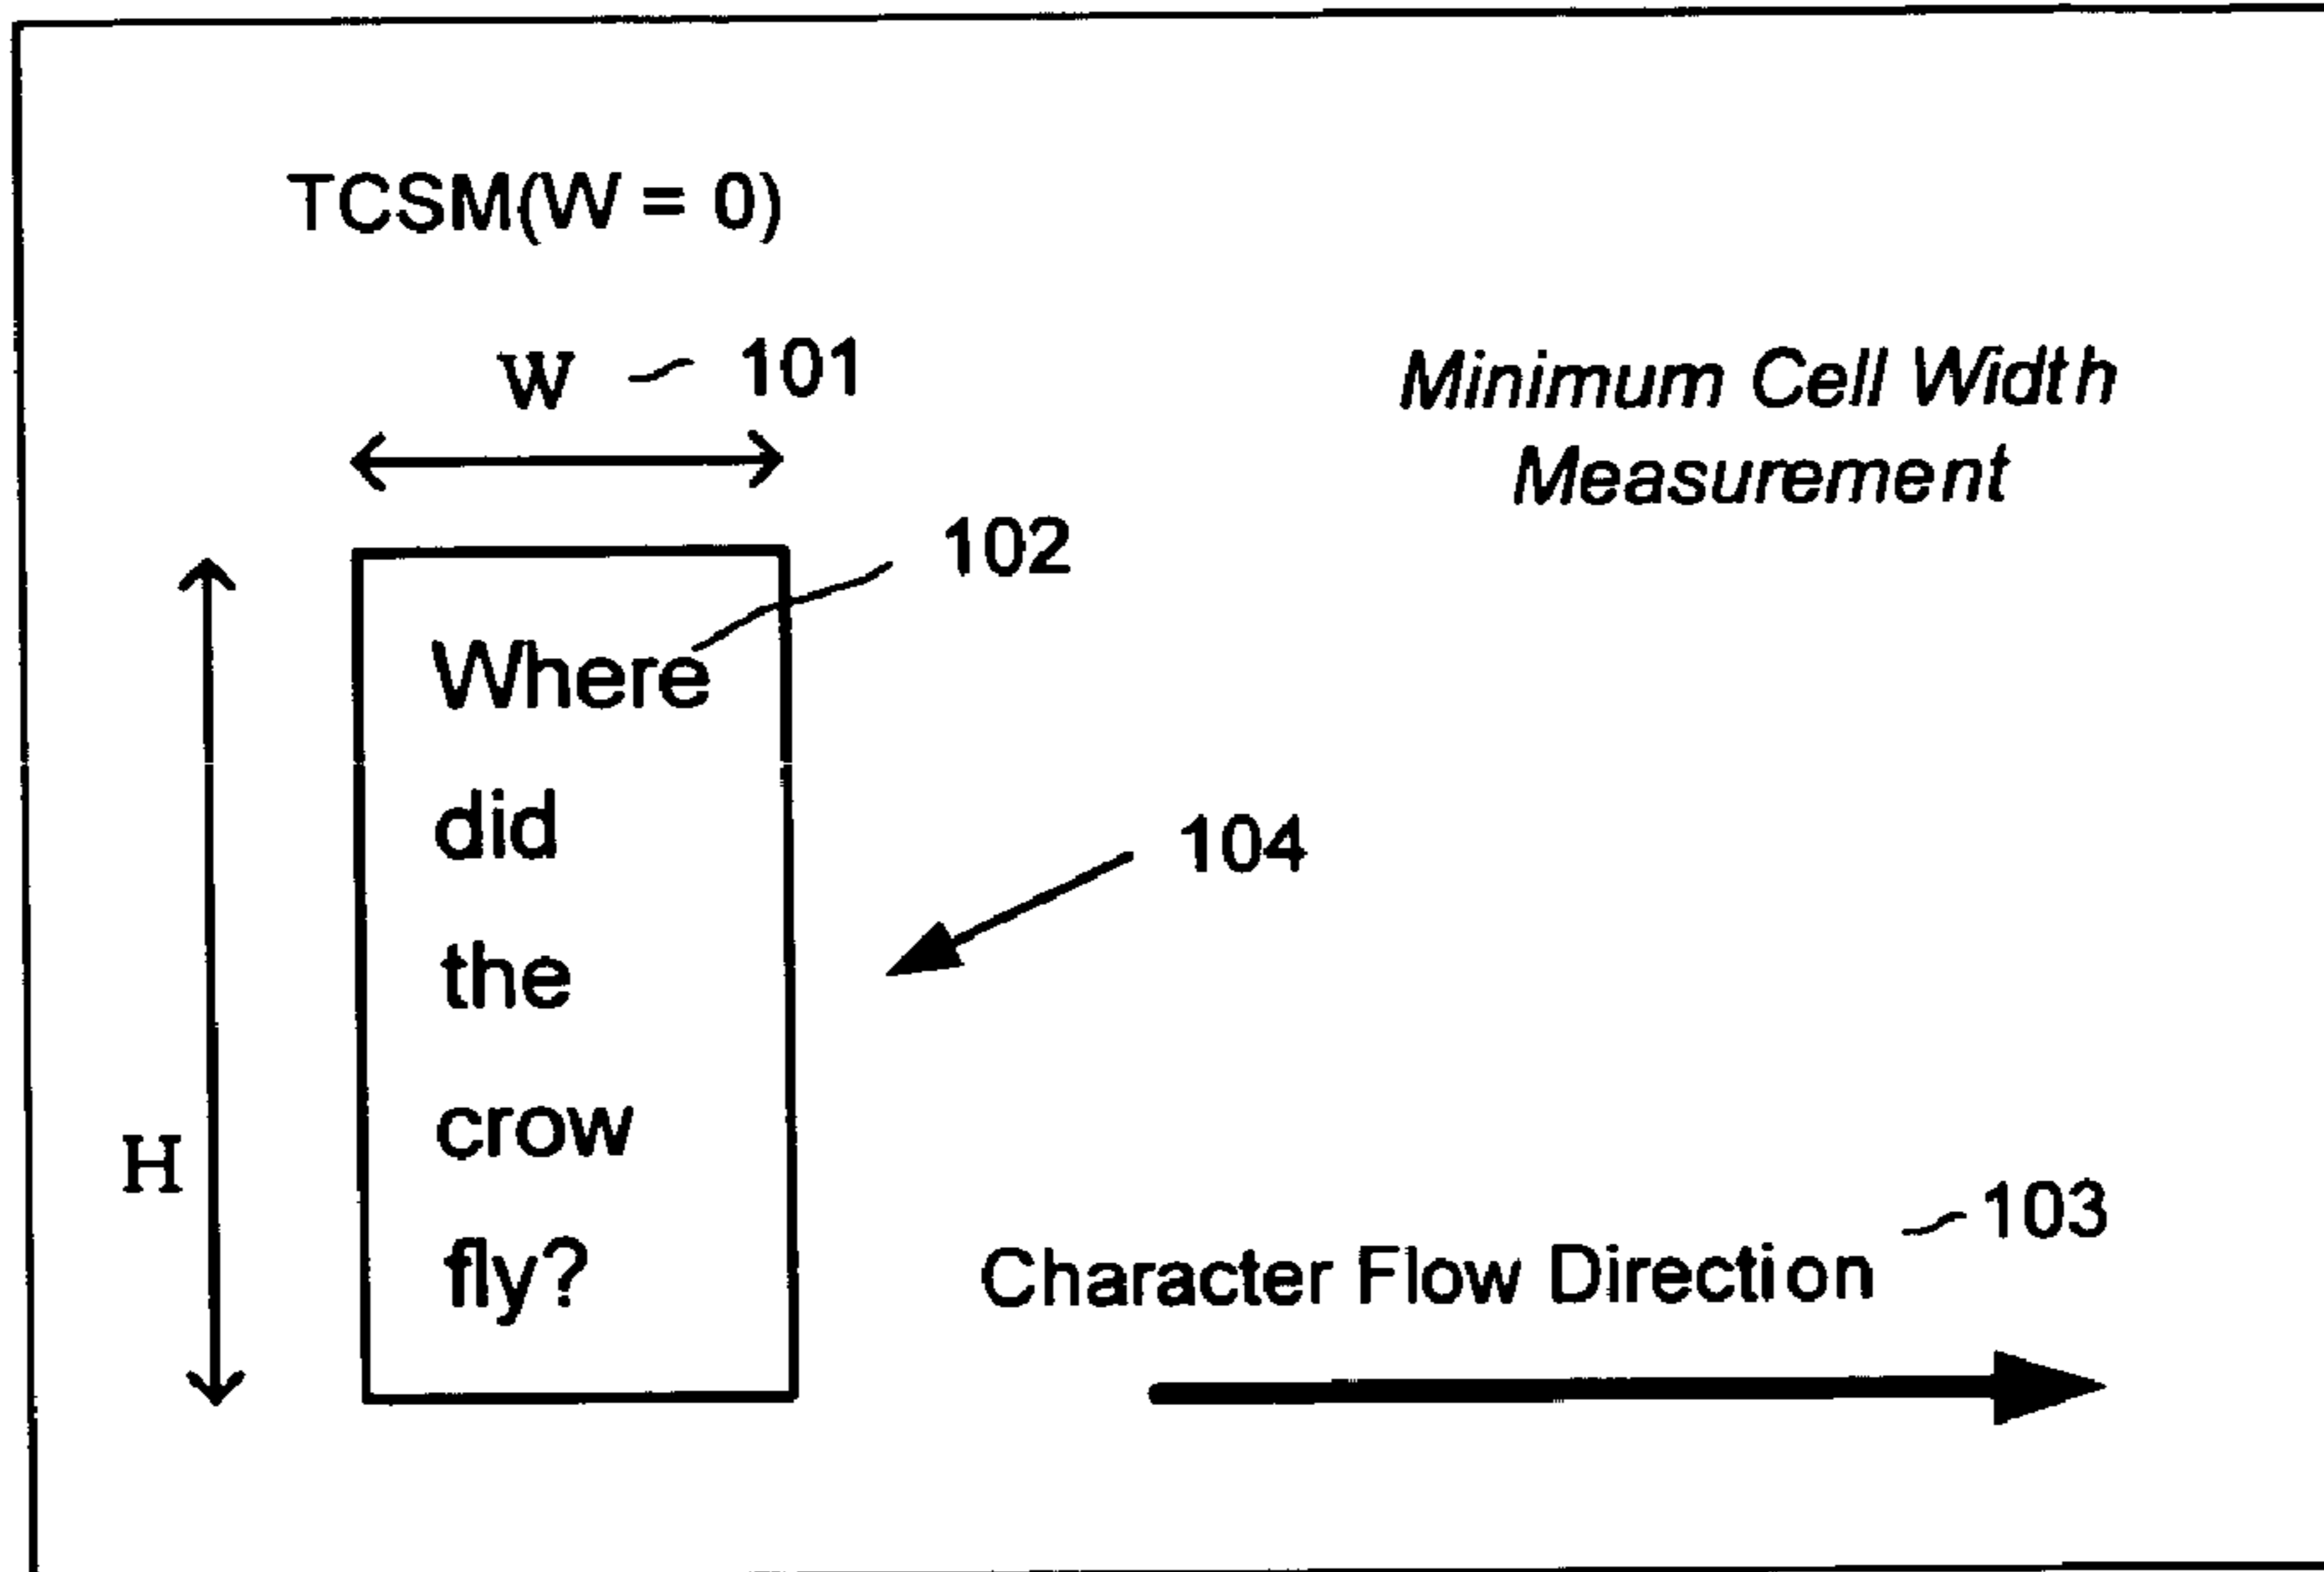 TCSM(W = 0)
W 101
Minimum Cell Width
Measurement
102
Where
did
the
crow
fly?
104
H
103
Character Flow Direction